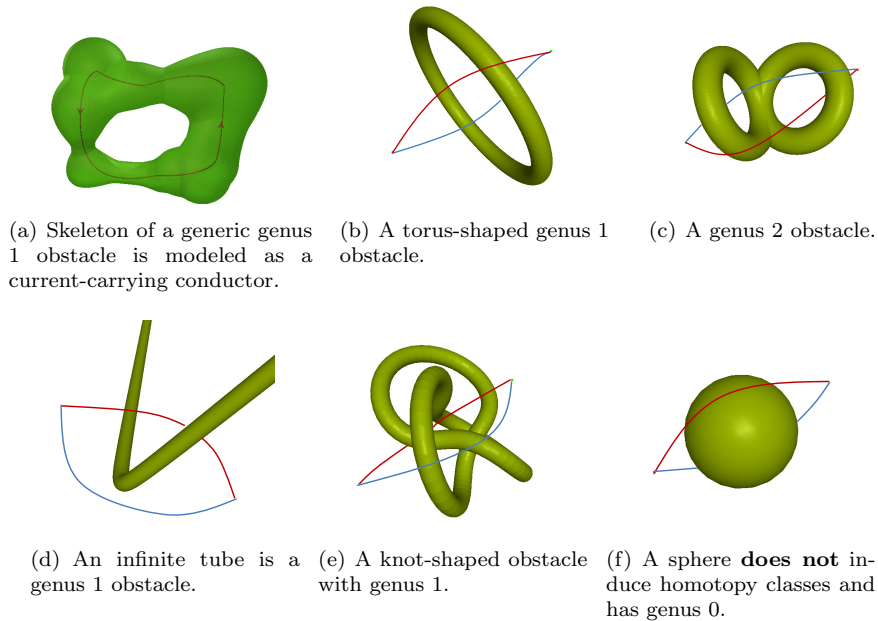 (a) Skeleton of a generic genus
1 obstacle is modeled as a
current-carrying conductor.
(b) A torus-shaped genus 1
obstacle.
(c) A genus 2 obstacle.
(d) An infinite tube is a
genus 1 obstacle.
(e) A knot-shaped obstacle
with genus 1.
(f) A sphere does not in-
duce homotopy classes and
has genus 0.